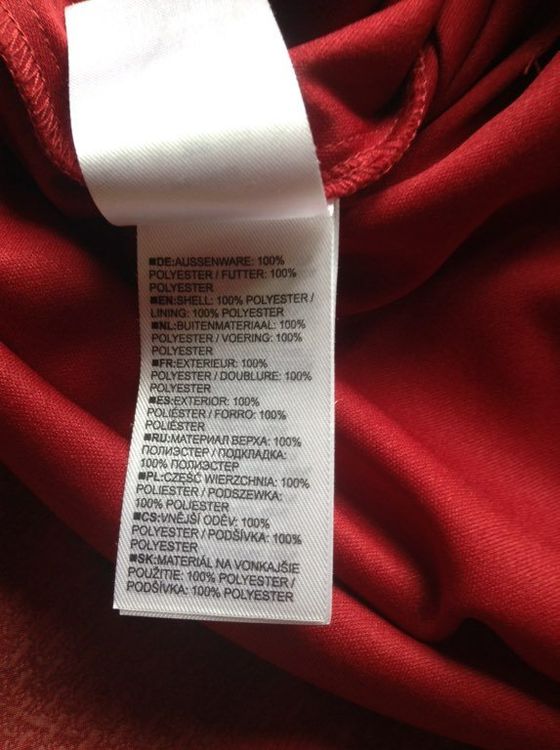 ■DE:AUSSENWARE: 100%
POLYESTER / FUTTER: 100%
POLYESTER
■EN:SHELL: 100% POLYESTER /
LINING: 100% POLYESTER
■NL:BUITENMATERIAAL: 100%
POLYESTER / VOERING: 100%
POLYESTER
■FR:EXTERIEUR: 100%
POLYESTER / DOUBLURE: 100%
POLYESTER
■ES:EXTERIOR: 100%
POLIÉSTER / FORRO: 100%
POLIÉSTER
■RU:МАТЕРИАЛ ВЕРХА: 100%
ПОЛИЭСТЕР / ПОДКЛАДКА:
100% ПОЛИЭСТЕР
■PL:CZĘŚĆ WIERZCHNIA: 100%
POLIESTER / PODSZEWKA:
100% POLIESTER
■CS:VNĚJŠÍ ODĚV: 100%
POLYESTER / PODŠÍVKA: 100%
POLYESTER
■SK:MATERIÁL NA VONKAJŠIE
POUŽITIE: 100% POLYESTER /
PODŠÍVKA: 100% POLYESTER